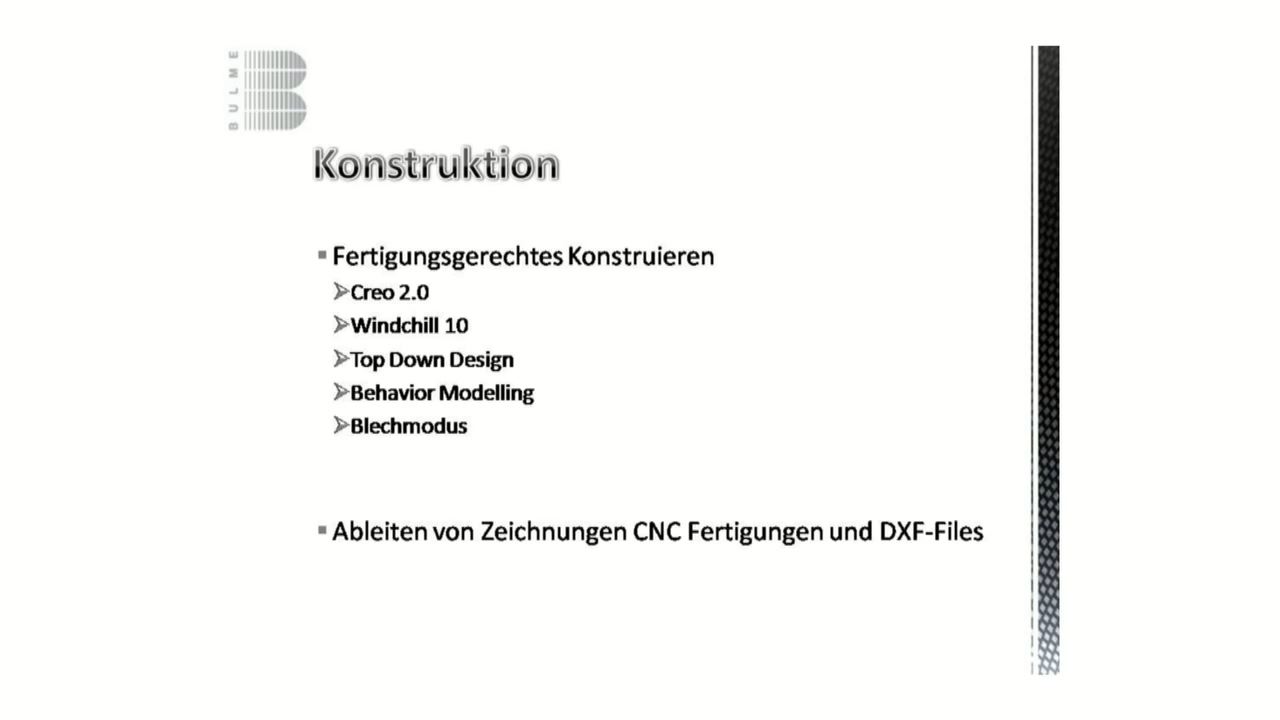 BULME
Konstruktion
▪ Fertigungsgerechtes Konstruieren
➢Creo 2.0
➢Windchill 10
➢Top Down Design
➢Behavior Modelling
➢Blechmodus
▪ Ableiten von Zeichnungen CNC Fertigungen und DXF-Files